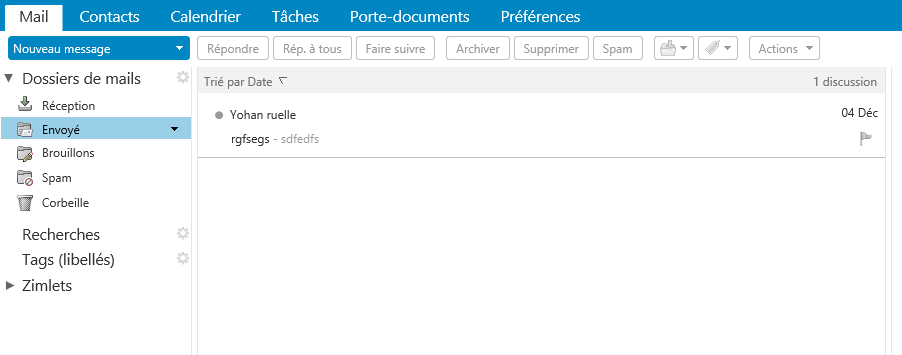 Mail Contacts Calendrier Tâches Porte-documents Préférences
Nouveau message Répondre Rép. à tous Faire suivre Archiver Supprimer Spam Actions
Dossiers de mails
Réception
Envoyé
Brouillons
Spam
Corbeille
Recherches
Tags (libellés)
Zimlets
Trié par Date 1 discussion
Yohan ruelle 04 Déc
rgfsegs - sdfedfs